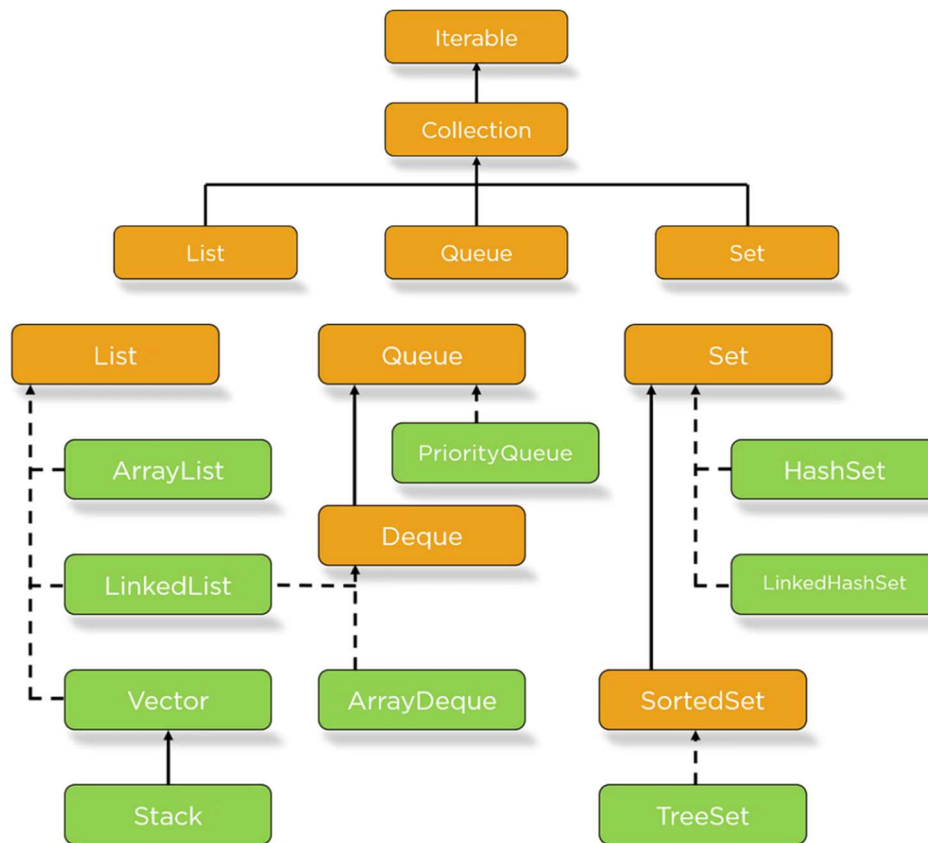 Iterable
Collection
List
Queue
Set
List
Queue
Set
ArrayList
PriorityQueue
HashSet
Deque
LinkedList
LinkedHashSet
Vector
ArrayDeque
SortedSet
Stack
TreeSet